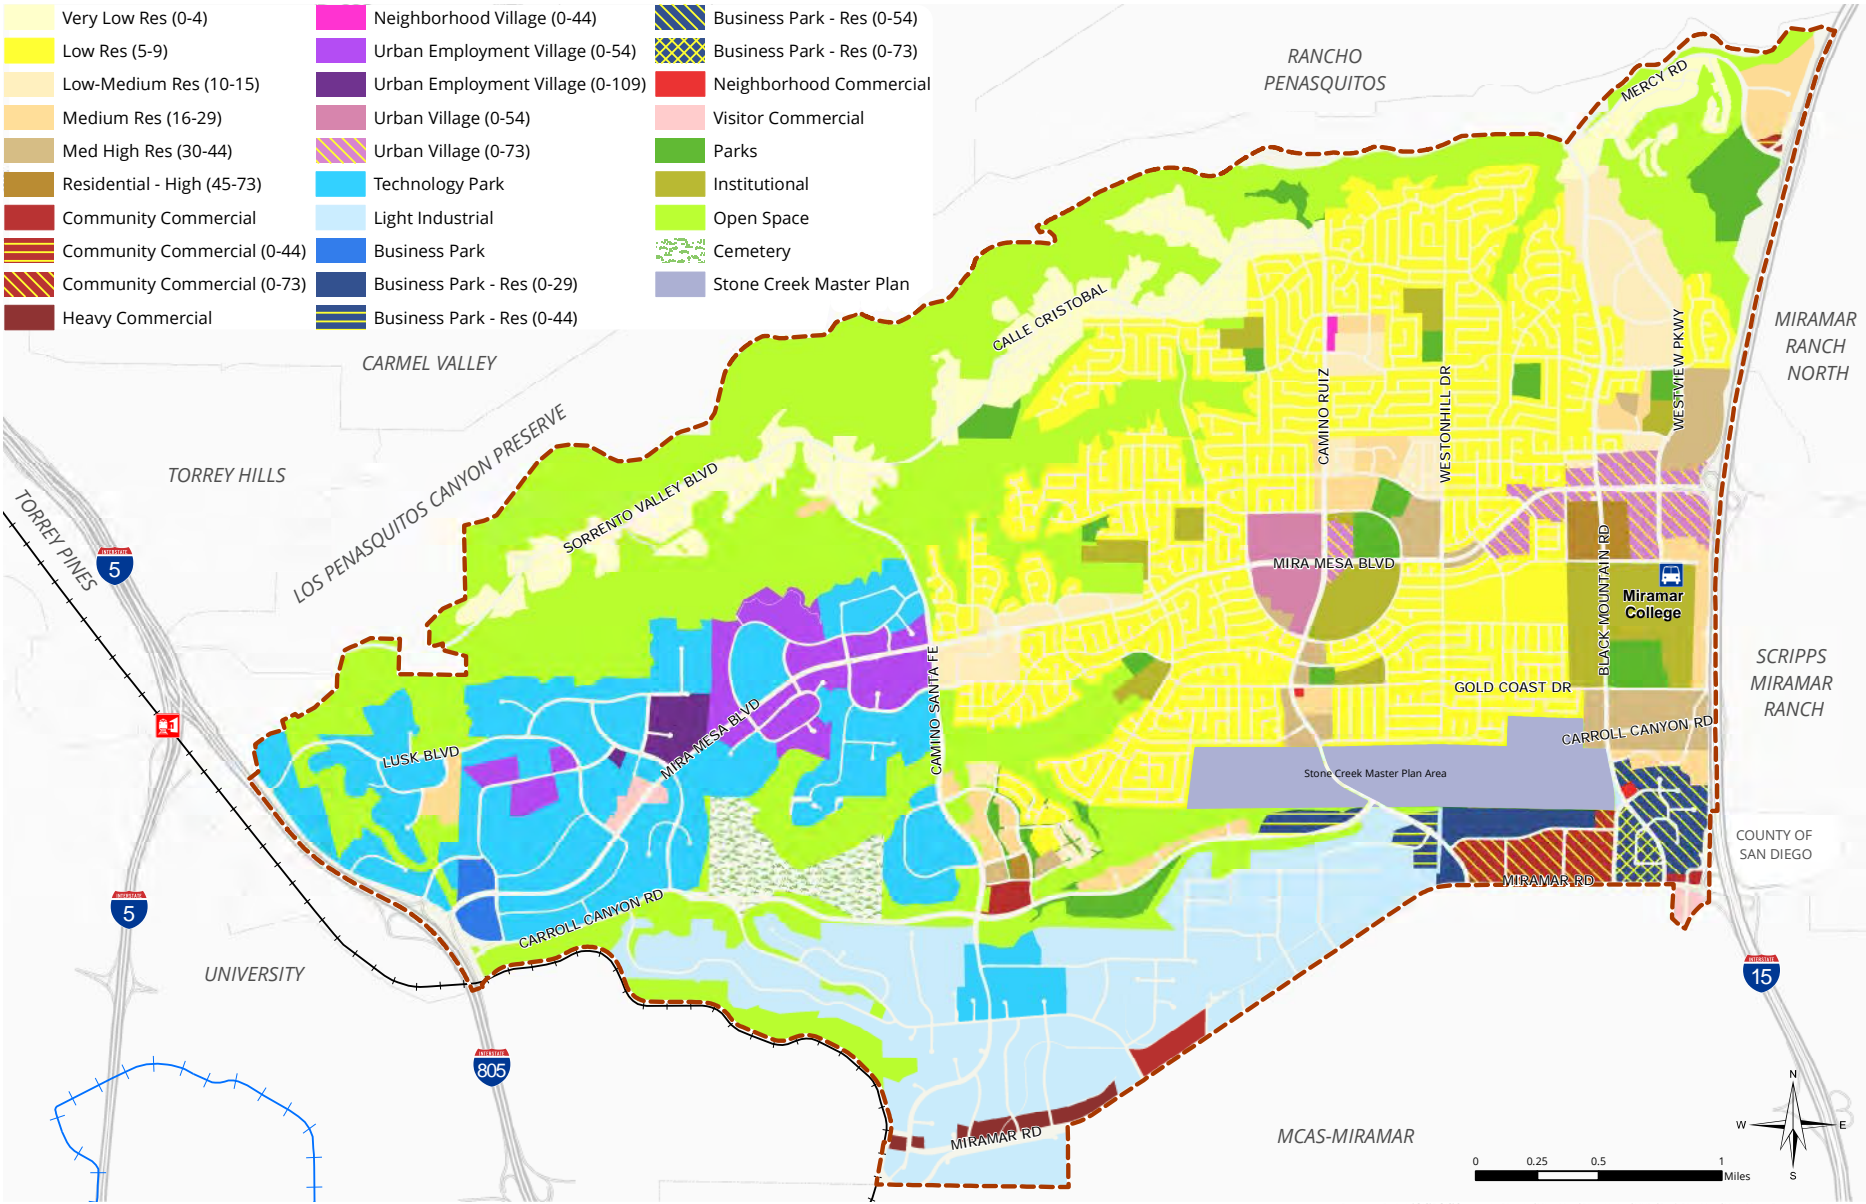 Very Low Res (0-4)
Low Res (5-9)
Low-Medium Res (10-15)
Medium Res (16-29)
Med High Res (30-44)
Residential - High (45-73)
Community Commercial
Community Commercial (0-44)
Community Commercial (0-73)
Heavy Commercial
Neighborhood Village (0-44)
Urban Employment Village (0-54)
Urban Employment Village (0-109)
Urban Village (0-54)
Urban Village (0-73)
Technology Park
Light Industrial
Business Park
Business Park - Res (0-29)
Business Park - Res (0-44)
Business Park - Res (0-54)
Business Park - Res (0-73)
Neighborhood Commercial
Visitor Commercial
Parks
Institutional
Open Space
Cemetery
Stone Creek Master Plan
RANCHO
PENASQUITOS
MERCY RD
CARMEL VALLEY
CALLE CRISTOBAL
MIRAMAR
RANCH
NORTH
WESTVIEW PKWY
CAMINO RUIZ
WESTONHILL DR
TORREY HILLS
LOS PENASQUITOS CANYON PRESERVE
TORREY PINES
SORRENTO VALLEY BLVD
INTERSTATE
5
MIRA MESA BLVD
BLACK MOUNTAIN RD
Miramar
College
SCRIPPS
MIRAMAR
RANCH
GOLD COAST DR
CAMINO SANTA FE
MIRA MESA BLVD
LUSK BLVD
CARROLL CANYON RD
Stone Creek Master Plan Area
COUNTY OF
SAN DIEGO
MIRAMAR RD
INTERSTATE
5
CARROLL CANYON RD
UNIVERSITY
INTERSTATE
15
INTERSTATE
805
MIRAMAR RD
MCAS-MIRAMAR
N
W
E
S
0
0.25
0.5
1
Miles